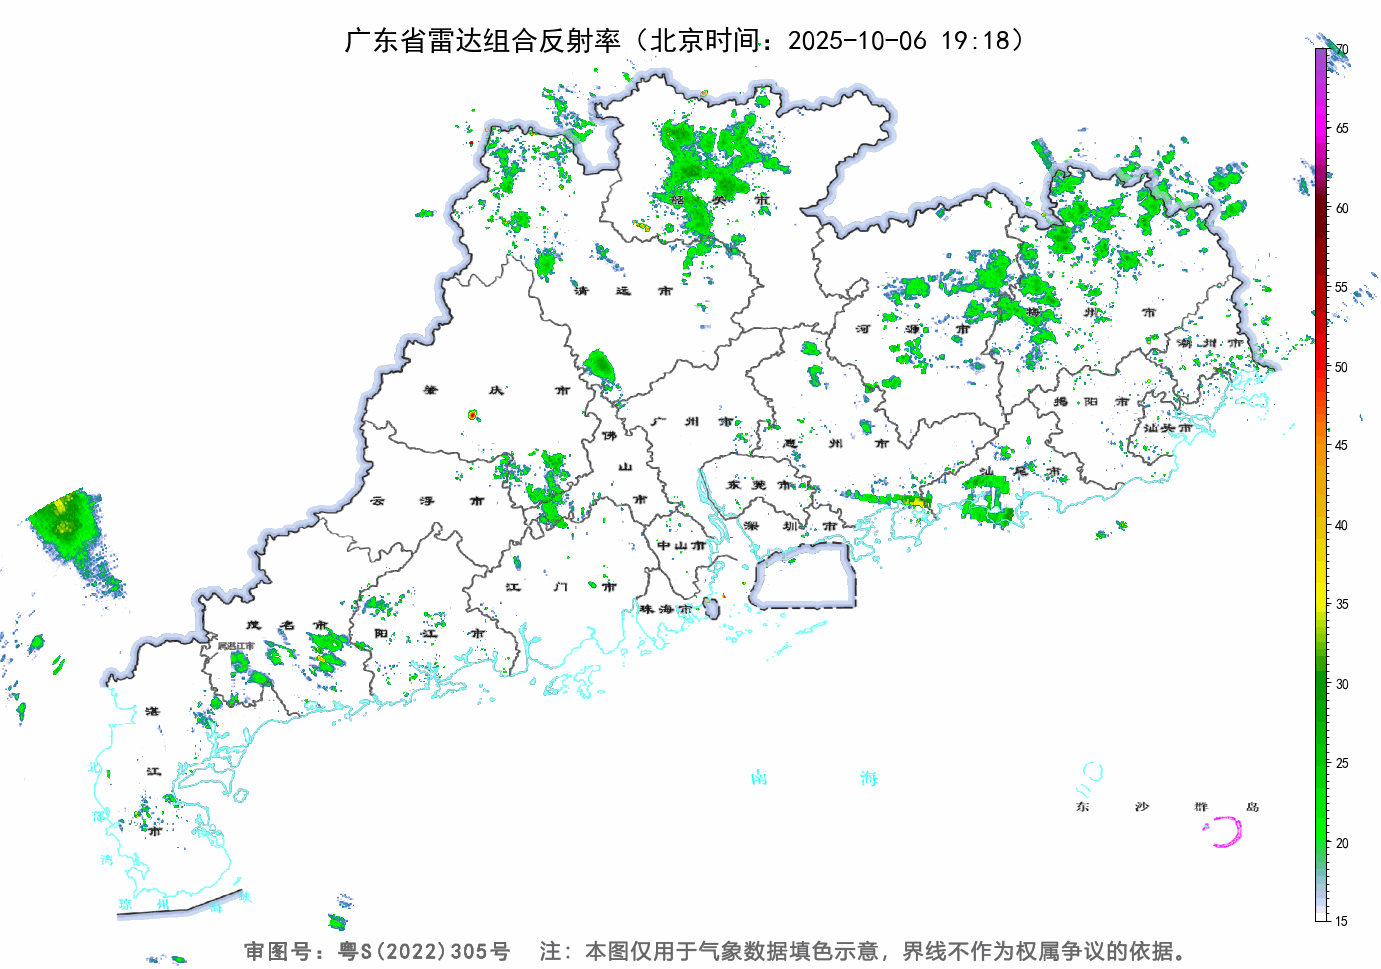 广东省雷达组合反射率（北京时间：2025-10-06 19:18）
70
65
60
55
50
45
40
35
30
25
20
15
韶关市
清远市
河源市
梅州市
潮州市
肇庆市
广州市
揭阳市
汕头市
佛山市
惠州市
云浮市
东莞市
汕尾市
深圳市
中山市
江门市
珠海市
茂名市
阳江市
属湛江市
湛江市
北部湾
琼州海峡
南海
东沙群岛
审图号：粤S(2022)305号 注：本图仅用于气象数据填色示意，界线不作为权属争议的依据。